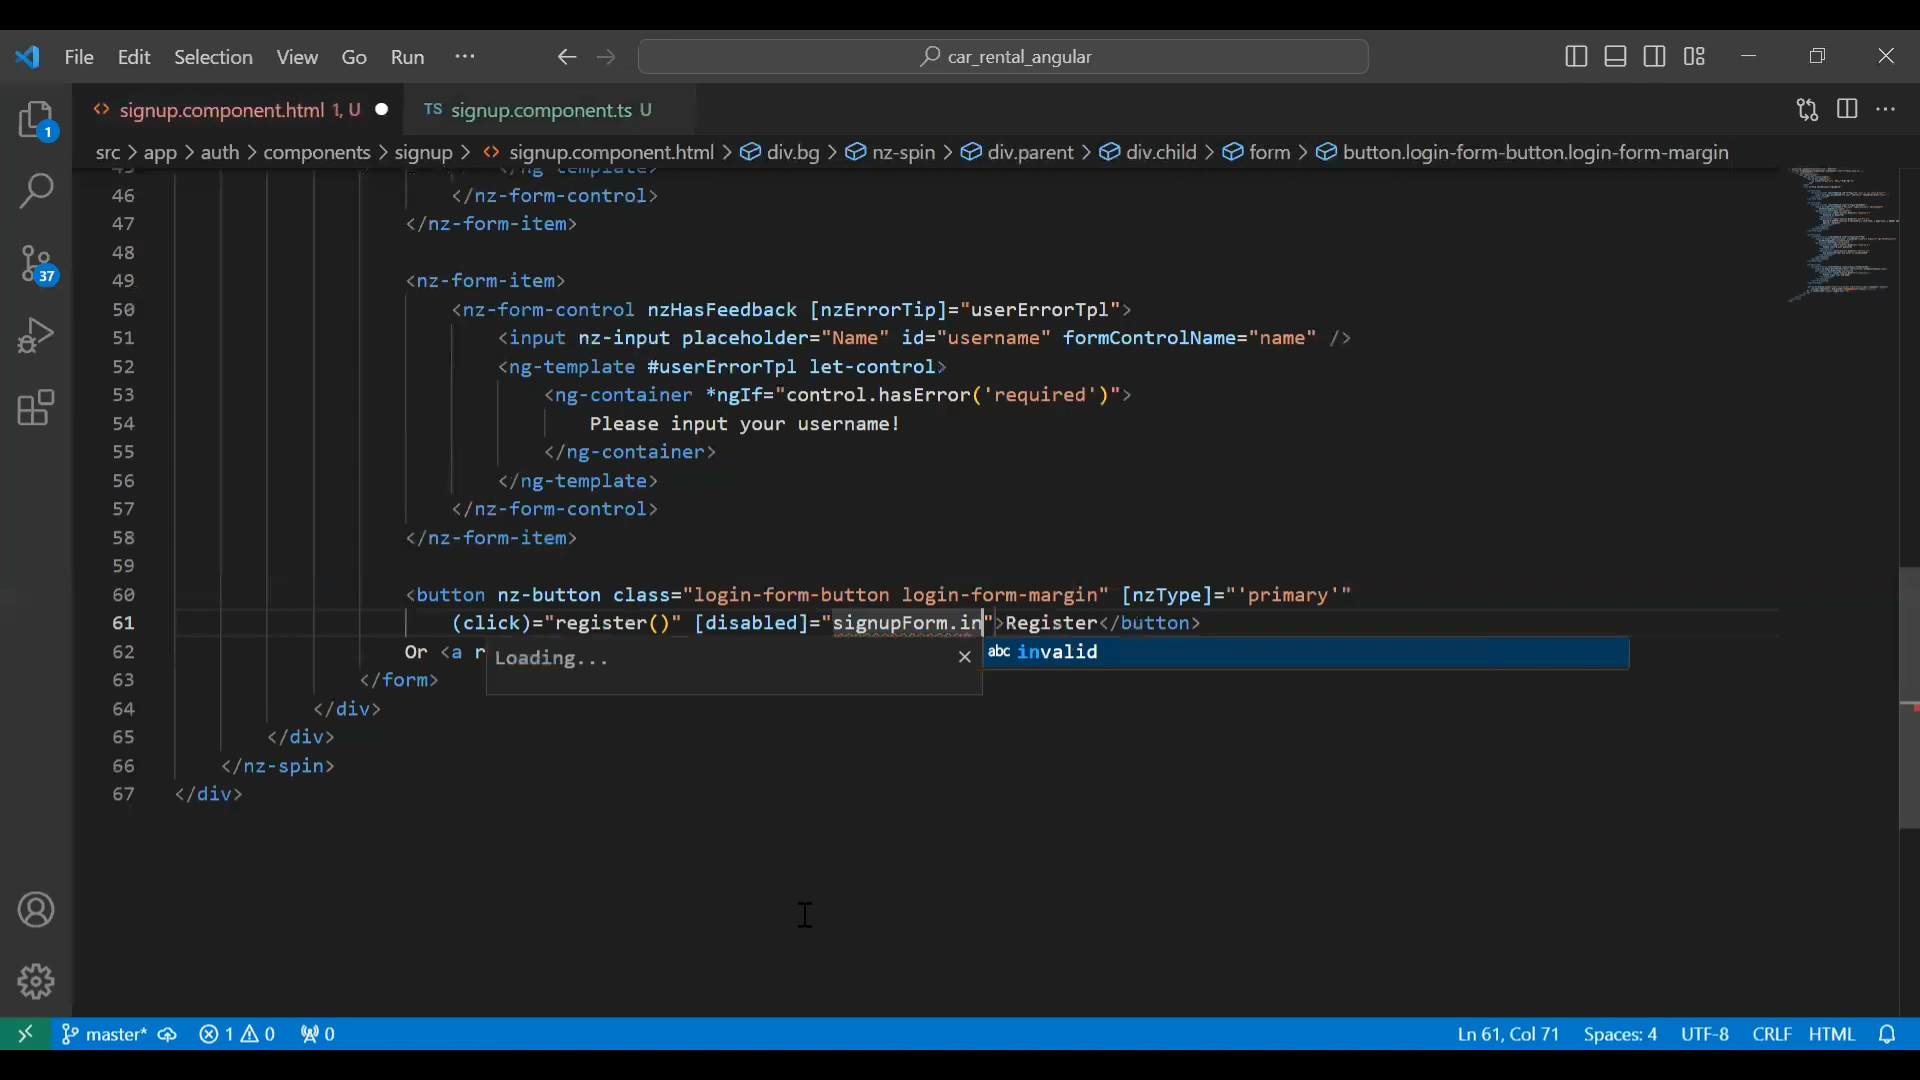 File Edit Selection View Go Run ··· car_rental_angular
signup.component.html 1, U TS signup.component.ts U
src > app > auth > components > signup > signup.component.html > div.bg > nz-spin > div.parent > div.child > form > button.login-form-button.login-form-margin
46 </nz-form-control>
47 </nz-form-item>
48
49 <nz-form-item>
50 <nz-form-control nzHasFeedback [nzErrorTip]="userErrorTpl">
51 <input nz-input placeholder="Name" id="username" formControlName="name" />
52 <ng-template #userErrorTpl let-control>
53 <ng-container *ngIf="control.hasError('required')">
54 Please input your username!
55 </ng-container>
56 </ng-template>
57 </nz-form-control>
58 </nz-form-item>
59
60 <button nz-button class="login-form-button login-form-margin" [nzType]="'primary'"
61 (click)="register()" [disabled]="signupForm.in">Register</button>
62 Or <a r
Loading...
abc invalid
63 </form>
64 </div>
65 </div>
66 </nz-spin>
67 </div>
1
37
master* 1 0 0 Ln 61, Col 71 Spaces: 4 UTF-8 CRLF HTML